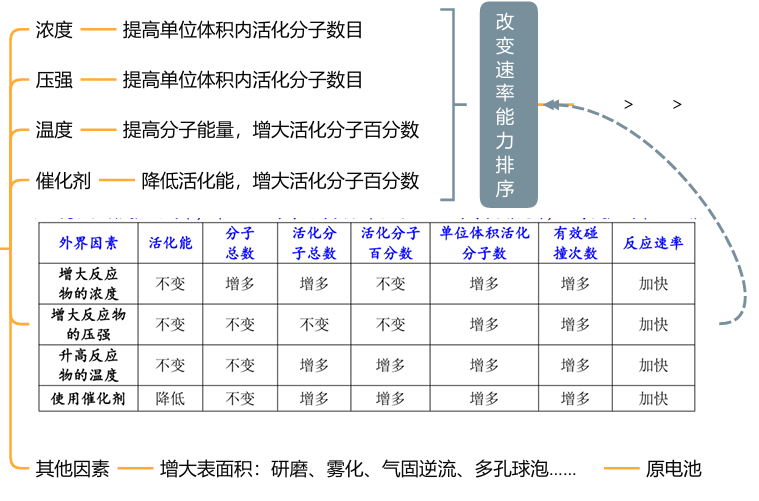 浓度 提高单位体积内活化分子数目
压强 提高单位体积内活化分子数目
温度 提高分子能量，增大活化分子百分数
催化剂 降低活化能，增大活化分子百分数
改变速率能力排序
> >
外界因素 活化能 分子总数 活化分子总数 活化分子百分数 单位体积活化分子数 有效碰撞次数 反应速率
增大反应物的浓度 不变 增多 增多 不变 增多 增多 加快
增大反应物的压强 不变 不变 不变 不变 增多 增多 加快
升高反应物的温度 不变 不变 增多 增多 增多 增多 加快
使用催化剂 降低 不变 增多 增多 增多 增多 加快
其他因素 增大表面积：研磨、雾化、气固逆流、多孔球泡...... 原电池